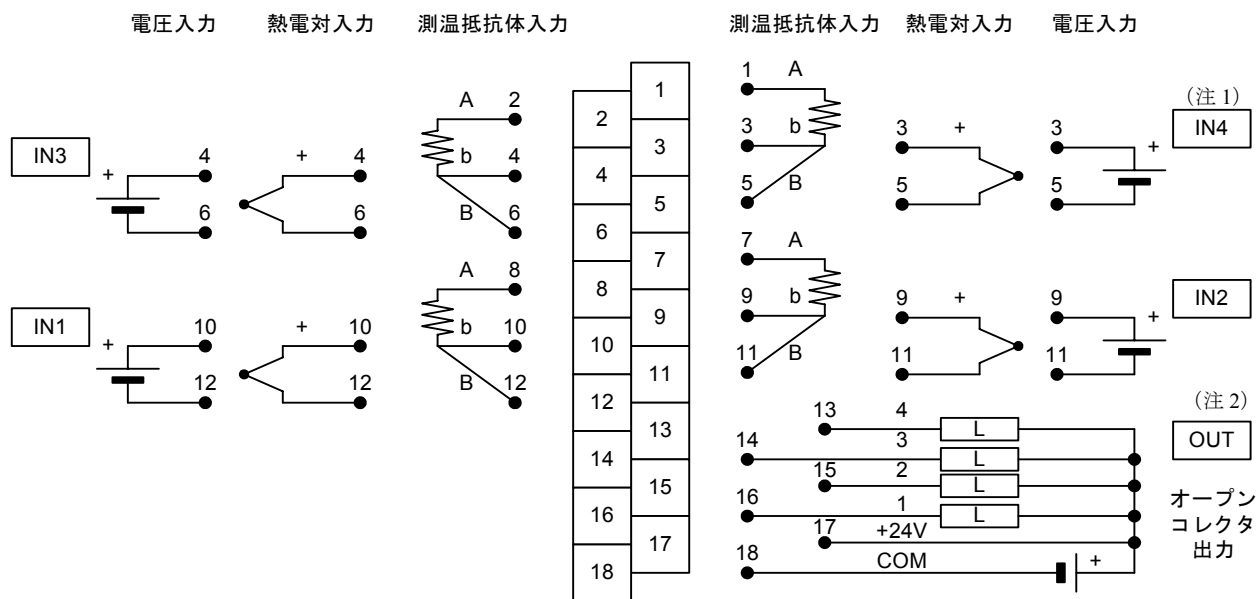 電圧入力 熱電対入力 測温抵抗体入力 測温抵抗体入力 熱電対入力 電圧入力
IN3
+ 4 6
+ 4 6
A 2
b 4
B 6
IN1
+ 10 12
+ 10 12
A 8
b 10
B 12
1
2
3
4
5
6
7
8
9
10
11
12
13
14
15
16
17
18
1 A
3 b
5 B
3 +
5
3 +
5
(注 1)
IN4
7 A
9 b
11 B
9 +
11
9 +
11
IN2
(注 2)
OUT
オープン
コレクタ
出力
13 4 L
14 3 L
15 2 L
16 1 L
17 +24V
18 COM +